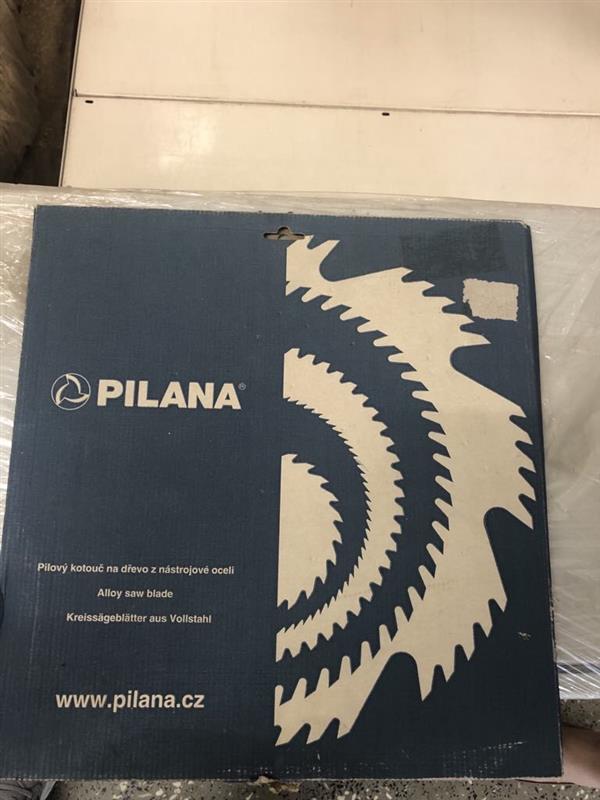 PILANA®
Pilový kotouč na dřevo z nástrojové oceli
Alloy saw blade
Kreissägeblätter aus Vollstahl
www.pilana.cz